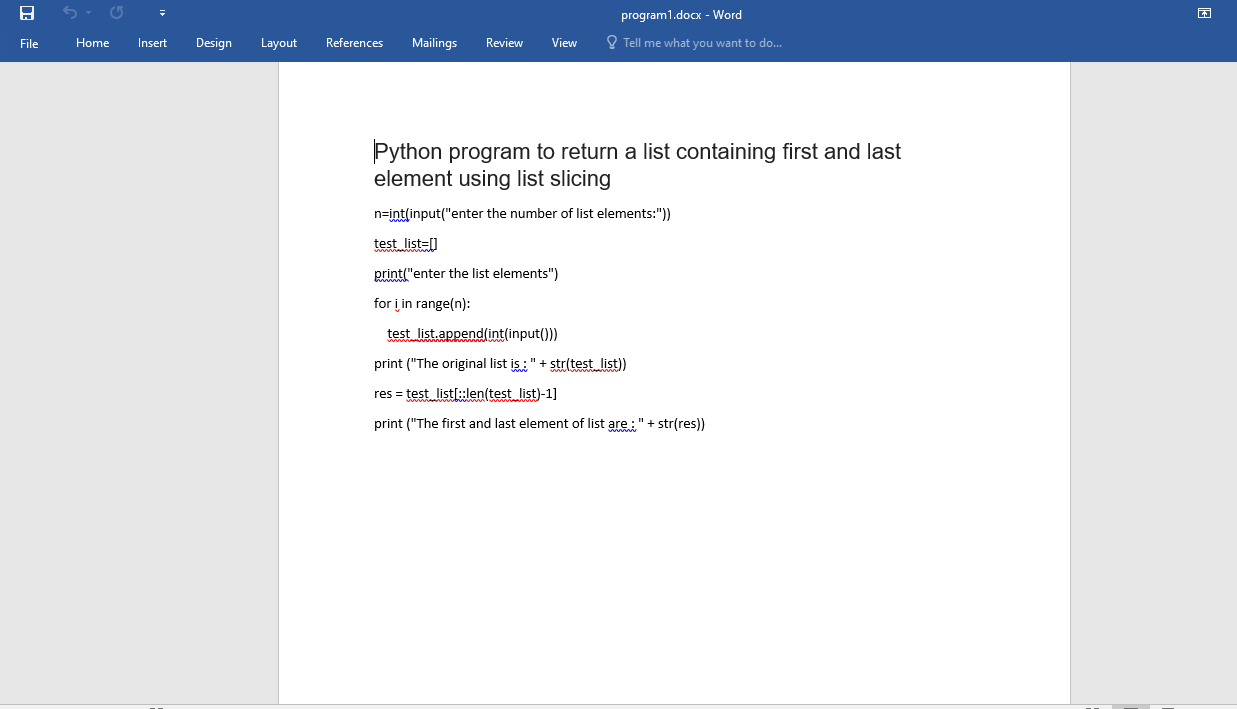 program1.docx - Word
File Home Insert Design Layout References Mailings Review View Tell me what you want to do...
Python program to return a list containing first and last
element using list slicing
n=int(input("enter the number of list elements:"))
test_list=[]
print("enter the list elements")
for i in range(n):
test_list.append(int(input()))
print ("The original list is : " + str(test_list))
res = test_list[::len(test_list)-1]
print ("The first and last element of list are : " + str(res))